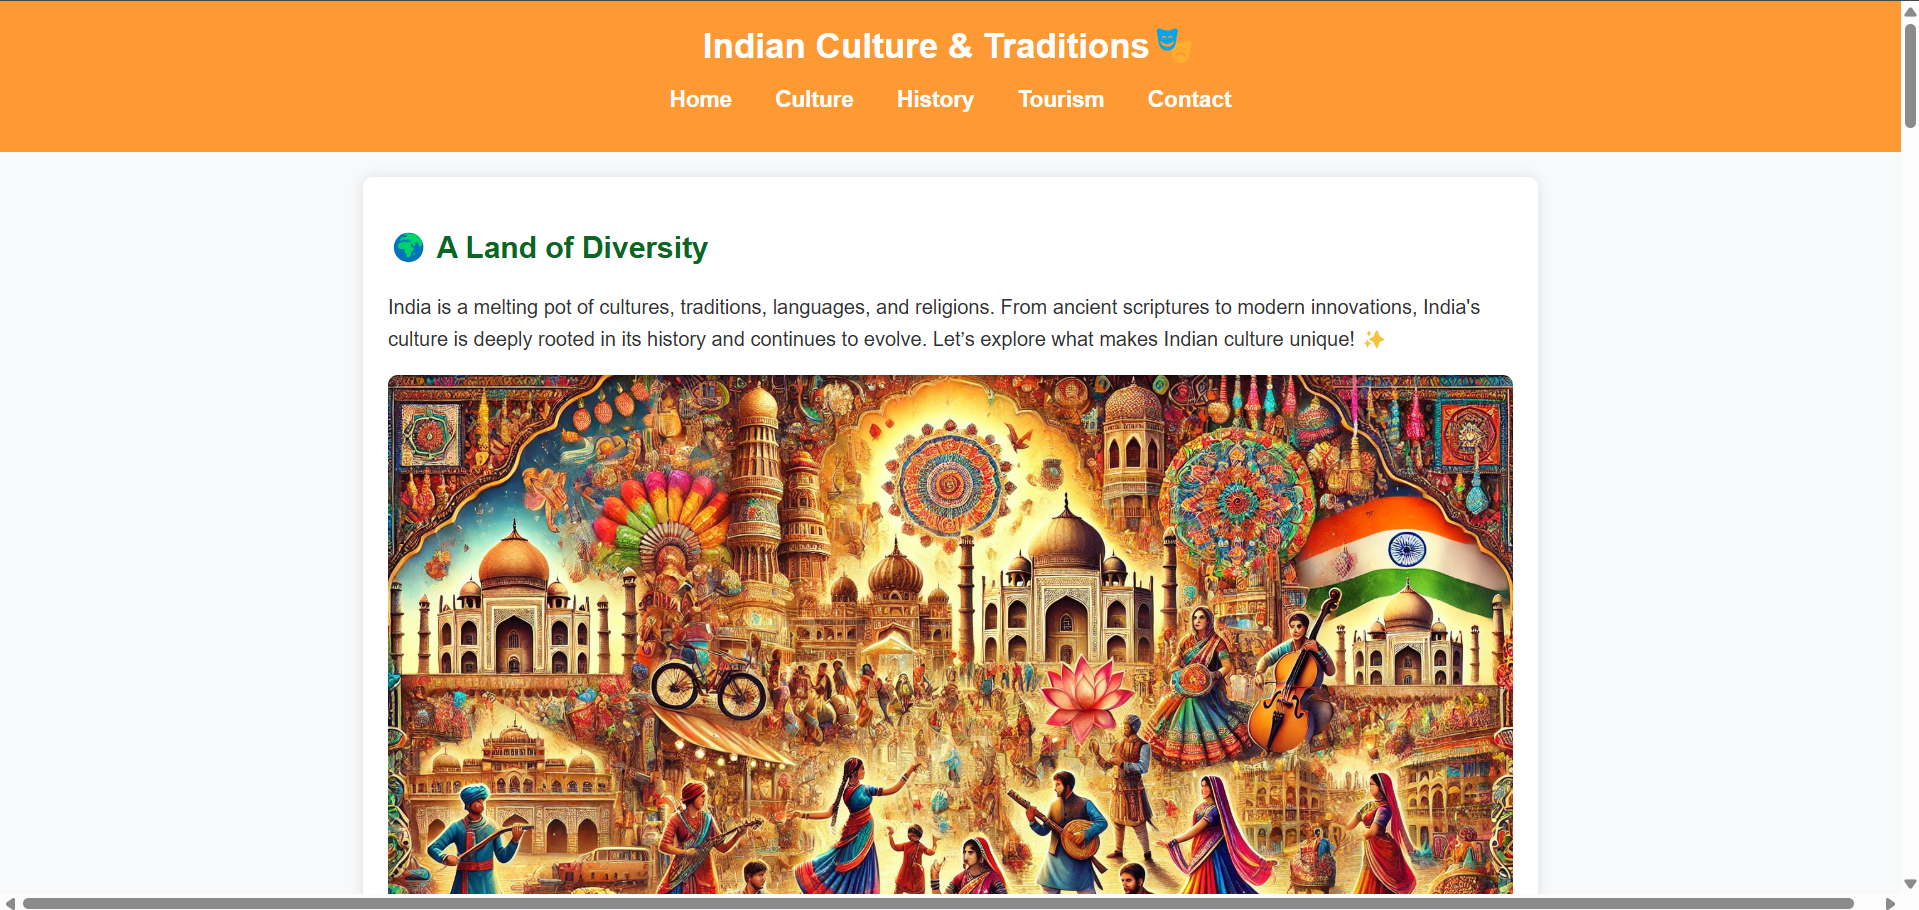 Indian Culture & Traditions🎭
Home Culture History Tourism Contact
🌍 A Land of Diversity
India is a melting pot of cultures, traditions, languages, and religions. From ancient scriptures to modern innovations, India's
culture is deeply rooted in its history and continues to evolve. Let’s explore what makes Indian culture unique! ✨